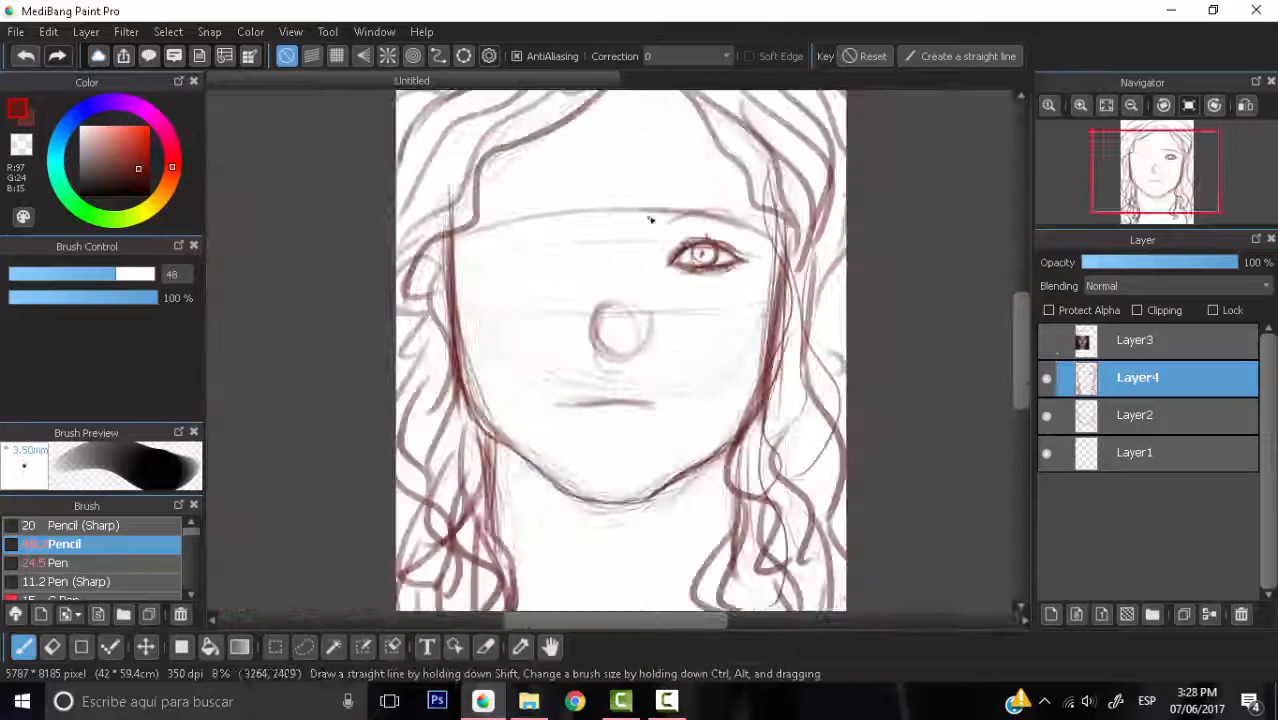 MediBang Paint Pro
File Edit Layer Filter Select Snap Color View Tool Window Help
AntiAliasing Correction 0 Soft Edge Key Reset Create a straight line
Color
Untitled
Navigator
R:97
G:24
B:15
Brush Control
48
100 %
Layer
Opacity 100 %
Blending Normal
Protect Alpha Clipping Lock
Layer3
Layer4
Layer2
Layer1
Brush Preview
* 3.50mm
Brush
20 Pencil (Sharp)
Pencil
24.5 Pen
11.2 Pen (Sharp)
T
5787 * 8185 pixel (42 * 59.4cm) 350 dpi 8% (3264, 2409) Draw a straight line by holding down Shift, Change a brush size by holding down Ctrl, Alt, and dragging
Escribe aquí para buscar
Ps
ESP
3:28 PM
07/06/2017
4